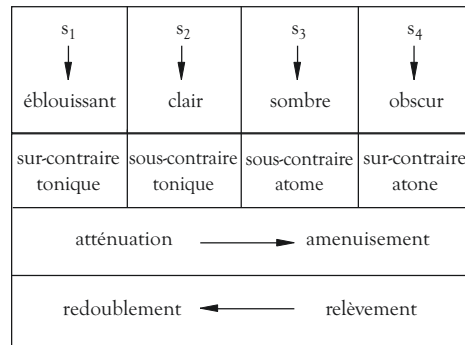 s1 s2 s3 s4
éblouissant clair sombre obscur
sur-contraire sous-contraire sous-contraire sur-contraire
tonique tonique atome atone
atténuation amenuisement
redoublement relèvement